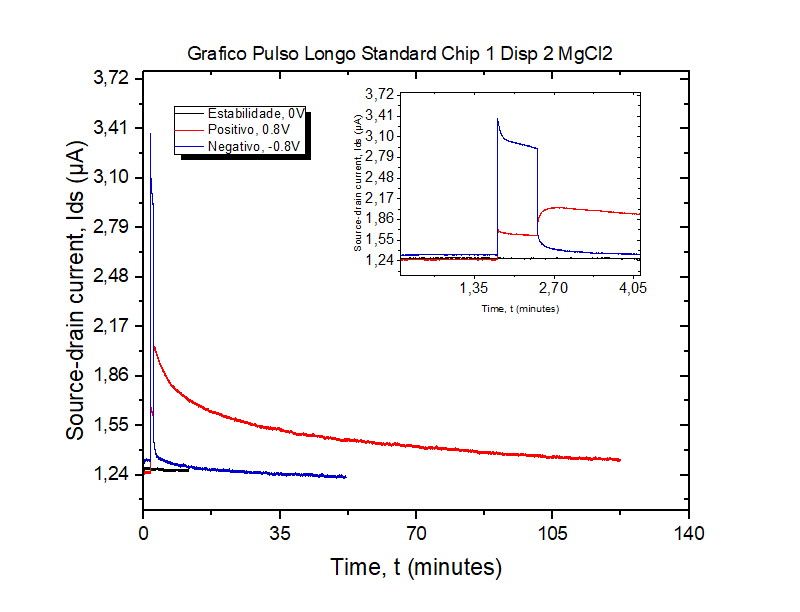 Grafico Pulso Longo Standard Chip 1 Disp 2 MgCl2
3,72
3,41
3,10
2,79
2,48
2,17
1,86
1,55
1,24
Source-drain current, Ids (µA)
Estabilidade, 0V
Positivo, 0.8V
Negativo, -0.8V
3,72
3,41
3,10
2,79
2,48
2,17
1,86
1,55
1,24
Source-drain current, Ids (µA)
1,35 2,70 4,05
Time, t (minutes)
0 35 70 105 140
Time, t (minutes)